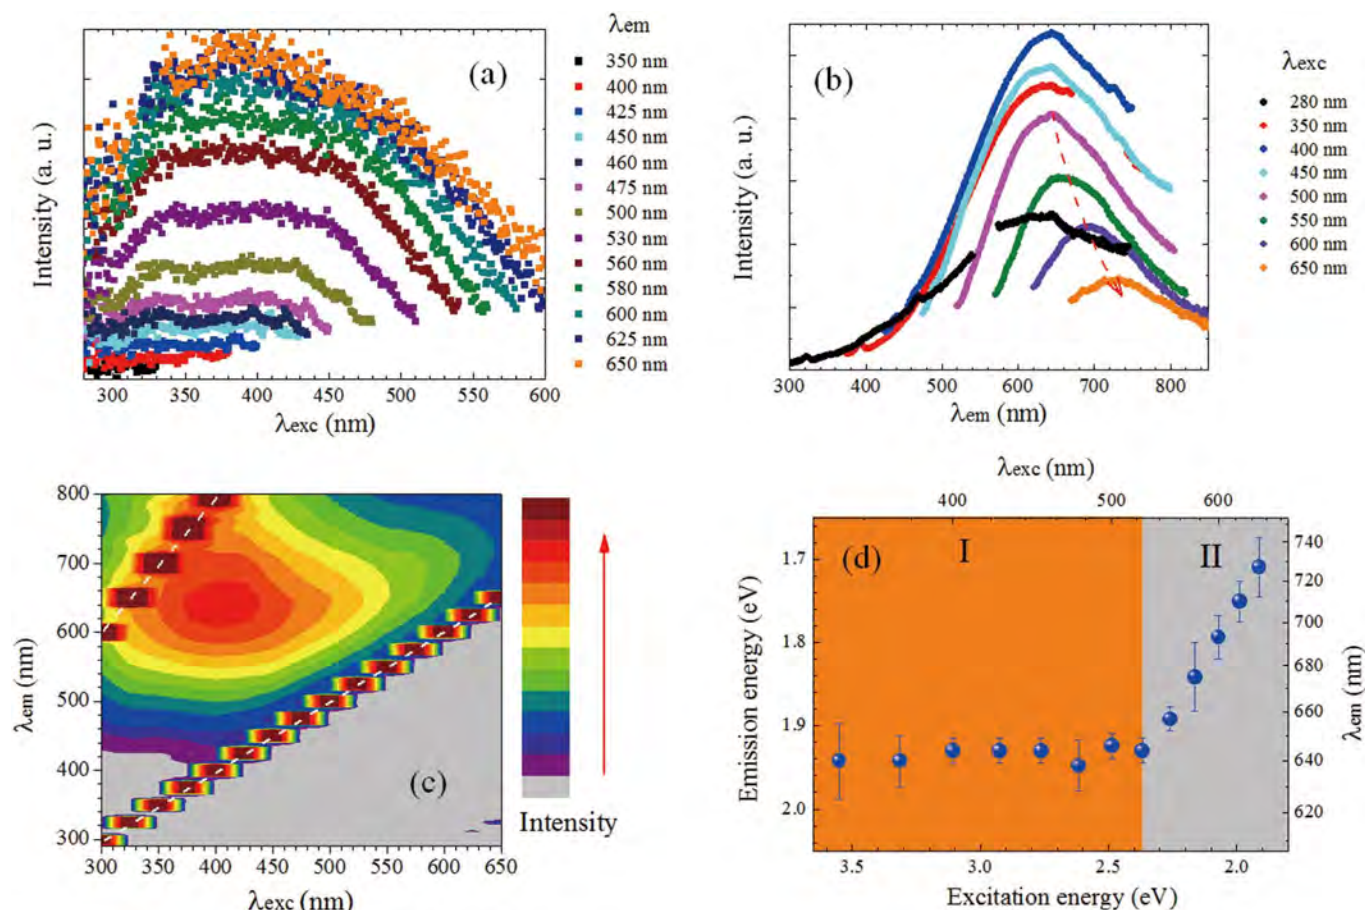 (a)
Intensity (a. u.)
300 350 400 450 500 550 600
λexc (nm)
λem
350 nm
400 nm
425 nm
450 nm
460 nm
475 nm
500 nm
530 nm
560 nm
580 nm
600 nm
625 nm
650 nm
(b)
Intensity (a. u.)
300 400 500 600 700 800
λem (nm)
λexc
280 nm
350 nm
400 nm
450 nm
500 nm
550 nm
600 nm
650 nm
(c)
λem (nm)
800
700
600
500
400
300
300 350 400 450 500 550 600 650
λexc (nm)
Intensity
λexc (nm)
400 500 600
(d)
I
II
Emission energy (eV)
1.7
1.8
1.9
2.0
740
720
700
680
660
640
620
λem (nm)
3.5 3.0 2.5 2.0
Excitation energy (eV)